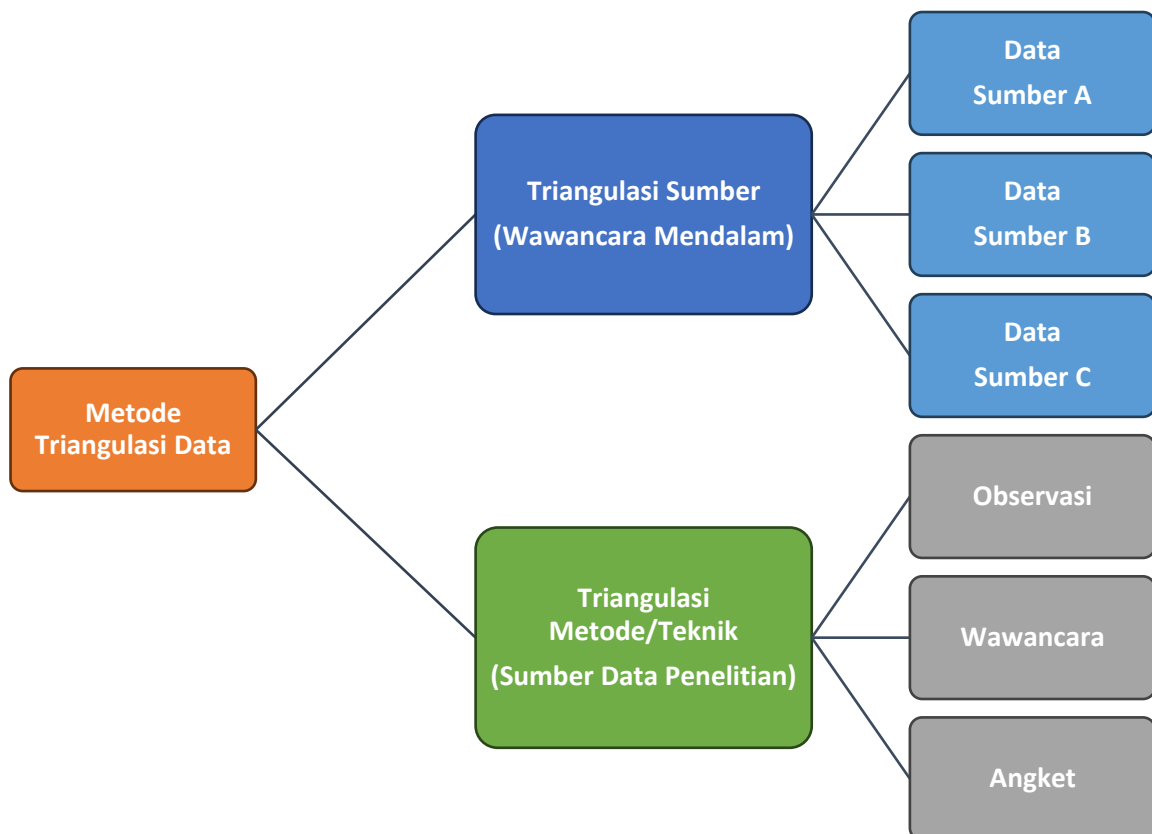 Metode
Triangulasi Data
Triangulasi Sumber
(Wawancara Mendalam)
Data
Sumber A
Data
Sumber B
Data
Sumber C
Triangulasi
Metode/Teknik
(Sumber Data Penelitian)
Observasi
Wawancara
Angket